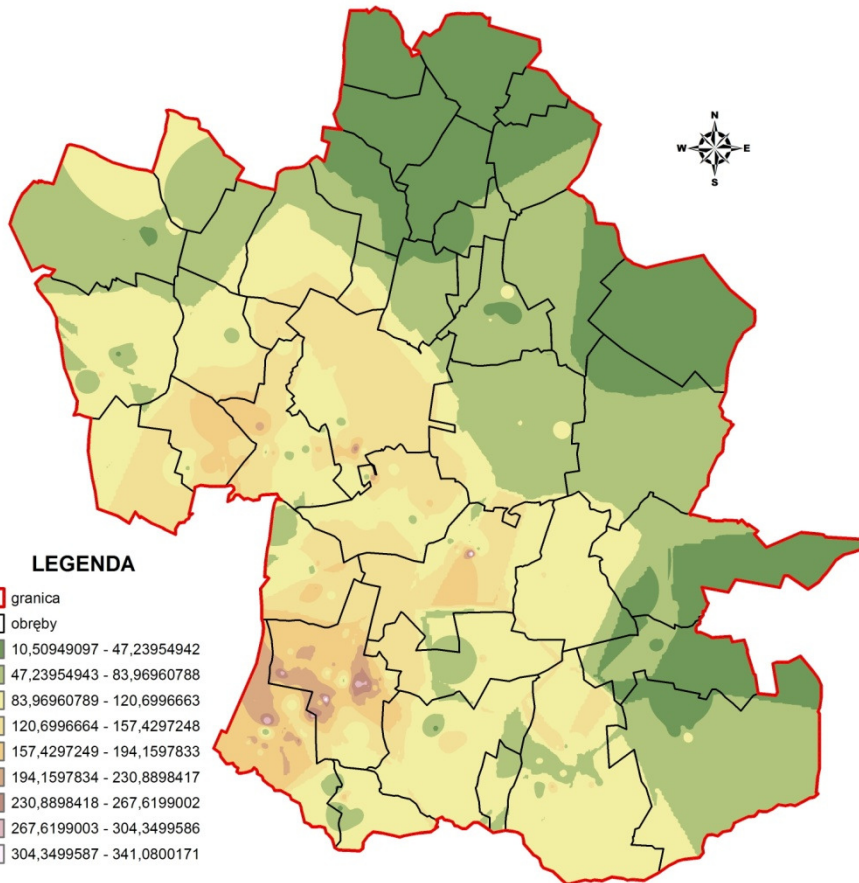 N
W E
S
LEGENDA
granica
obręby
10,50949097 - 47,23954942
47,23954943 - 83,96960788
83,96960789 - 120,6996663
120,6996664 - 157,4297248
157,4297249 - 194,1597833
194,1597834 - 230,8898417
230,8898418 - 267,6199002
267,6199003 - 304,3499586
304,3499587 - 341,0800171